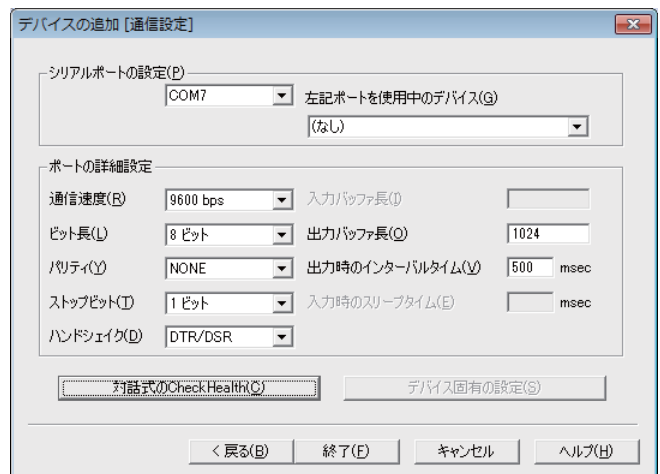 デバイスの追加 [通信設定]
シリアルポートの設定(P)
COM7 左記ポートを使用中のデバイス(G)
(なし)
ポートの詳細設定
通信速度(R) 9600 bps 入力バッファ長(I)
ビット長(L) 8 ビット 出力バッファ長(O) 1024
パリティ(Y) NONE 出力時のインターバルタイム(V) 500 msec
ストップビット(T) 1 ビット 入力時のスリープタイム(E) msec
ハンドシェイク(D) DTR/DSR
対話式のCheckHealth(C) デバイス固有の設定(S)
< 戻る(B) 終了(F) キャンセル ヘルプ(H)